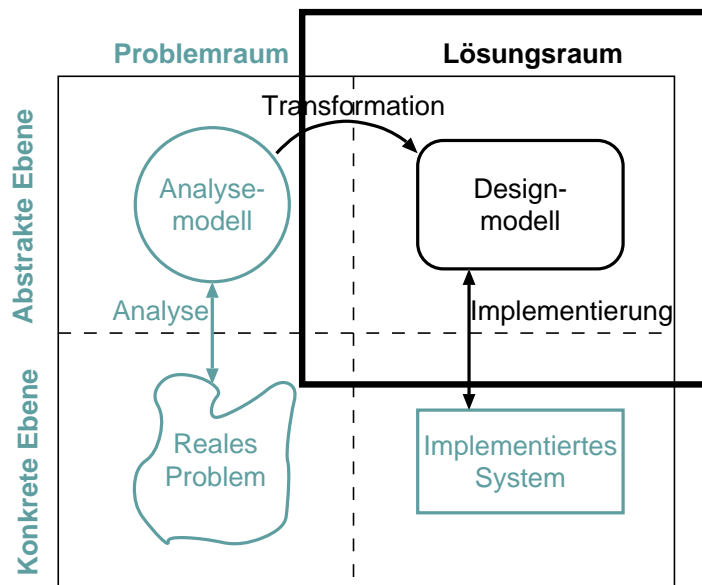 Problemraum
Lösungsraum
Abstrakte Ebene
Transformation
Analyse-
modell
Design-
modell
Analyse
Implementierung
Konkrete Ebene
Reales
Problem
Implementiertes
System